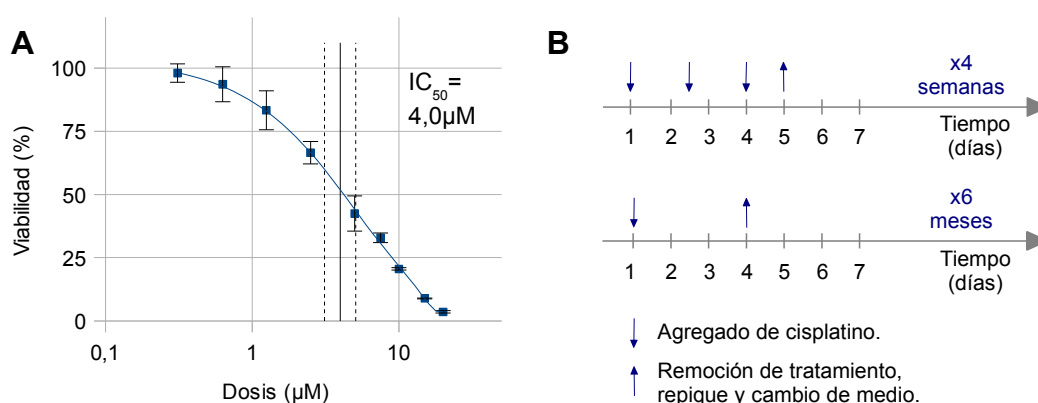 A
Viabilidad (%)
100
75
50
25
0
0,1
1
10
Dosis (µM)
IC50=
4,0µM
B
x4
semanas
1 2 3 4 5 6 7
Tiempo
(días)
x6
meses
1 2 3 4 5 6 7
Tiempo
(días)
Agregado de cisplatino.
Remoción de tratamiento,
repique y cambio de medio.